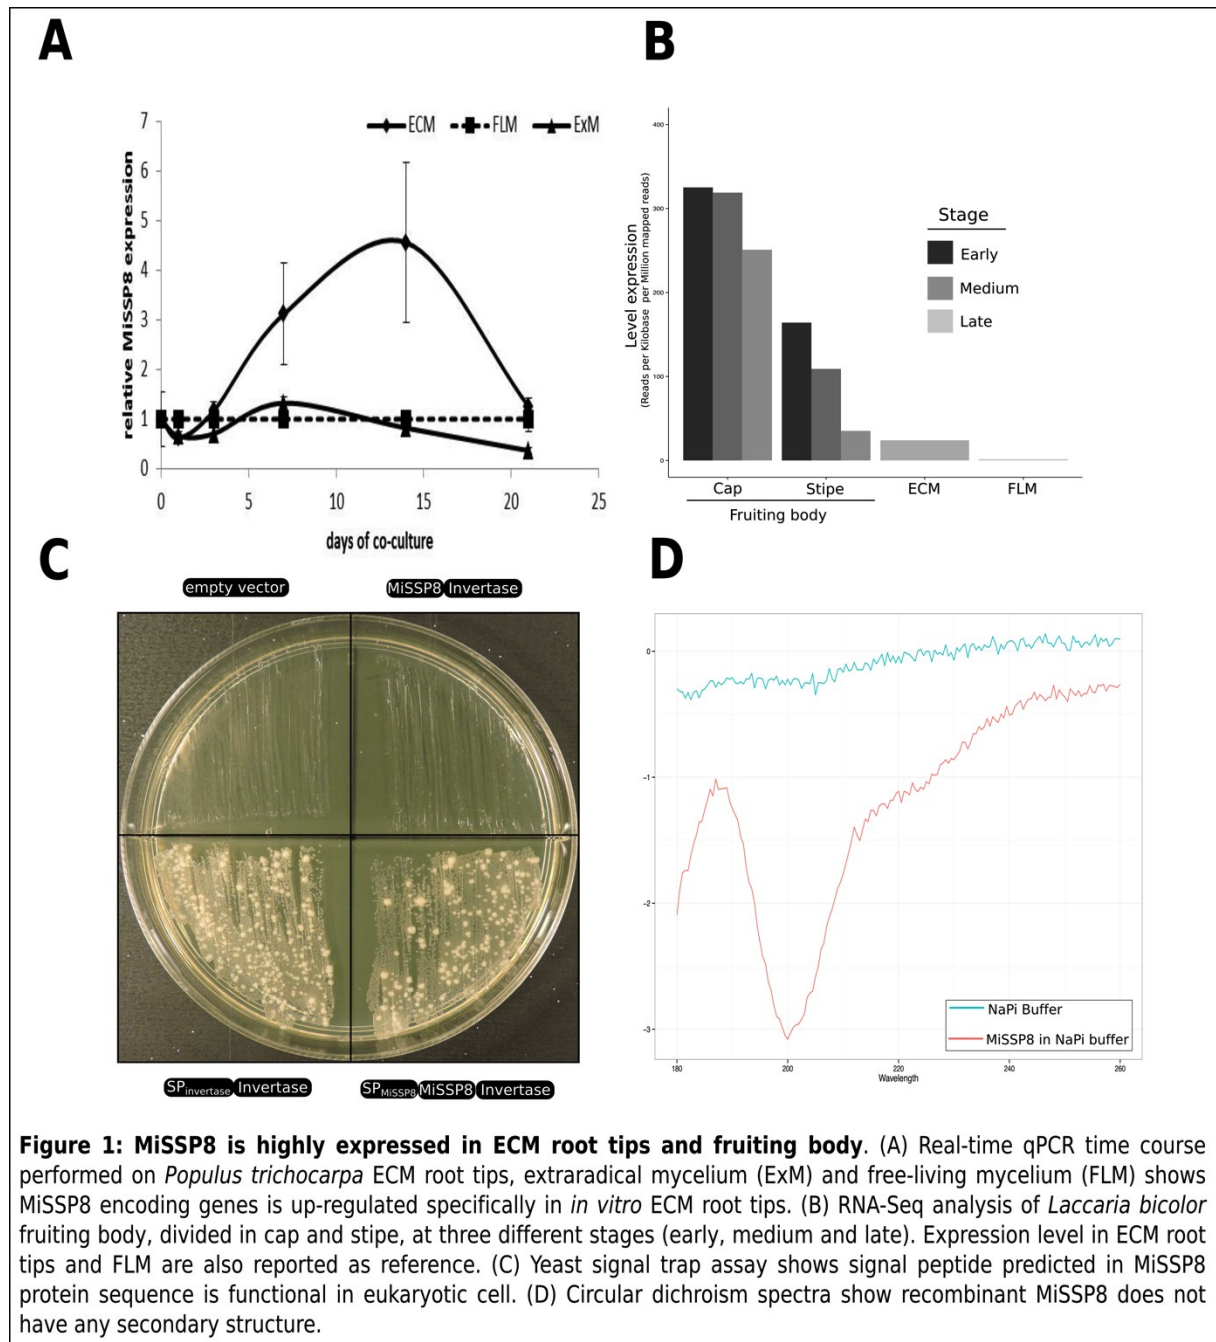 A
7
6
5
4
3
2
1
0
relative MiSSP8 expression
ECM FLM ExM
0 5 10 15 20 25
days of co-culture
B
400
300
200
100
0
Level expression
(Reads per Kilobase per Million mapped reads)
Stage
Early
Medium
Late
Cap Stipe ECM FLM
Fruiting body
C
empty vector MiSSP8 Invertase
SPinvertase Invertase SPMiSSP8 MiSSP8 Invertase
D
0
-1
-2
-3
NaPi Buffer
MiSSP8 in NaPi buffer
180 200 220 240 260
Wavelength
Figure 1: MiSSP8 is highly expressed in ECM root tips and fruiting body. (A) Real-time qPCR time course
performed on Populus trichocarpa ECM root tips, extraradical mycelium (ExM) and free-living mycelium (FLM) shows
MiSSP8 encoding genes is up-regulated specifically in in vitro ECM root tips. (B) RNA-Seq analysis of Laccaria bicolor
fruiting body, divided in cap and stipe, at three different stages (early, medium and late). Expression level in ECM root
tips and FLM are also reported as reference. (C) Yeast signal trap assay shows signal peptide predicted in MiSSP8
protein sequence is functional in eukaryotic cell. (D) Circular dichroism spectra show recombinant MiSSP8 does not
have any secondary structure.